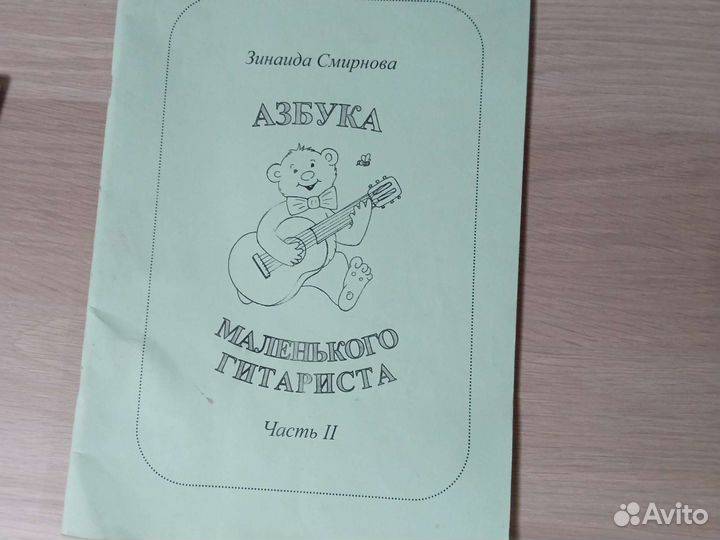 Зинаида Смирнова
АЗБУКА
МАЛЕНЬКОГО
ГИТАРИСТА
Часть II
Avito